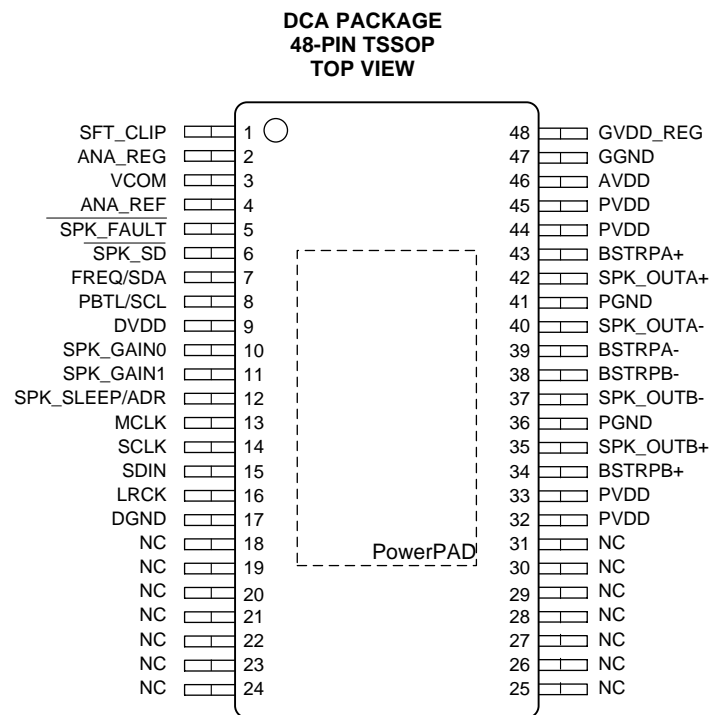 DCA PACKAGE
48-PIN TSSOP
TOP VIEW
SFT_CLIP 1 48 GVDD_REG
ANA_REG 2 47 GGND
VCOM 3 46 AVDD
ANA_REF 4 45 PVDD
SPK_FAULT 5 44 PVDD
SPK_SD 6 43 BSTRPA+
FREQ/SDA 7 42 SPK_OUTA+
PBTL/SCL 8 41 PGND
DVDD 9 40 SPK_OUTA-
SPK_GAIN0 10 39 BSTRPA-
SPK_GAIN1 11 38 BSTRPB-
SPK_SLEEP/ADR 12 37 SPK_OUTB-
MCLK 13 36 PGND
SCLK 14 35 SPK_OUTB+
SDIN 15 34 BSTRPB+
LRCK 16 33 PVDD
DGND 17 32 PVDD
NC 18 PowerPAD 31 NC
NC 19 30 NC
NC 20 29 NC
NC 21 28 NC
NC 22 27 NC
NC 23 26 NC
NC 24 25 NC